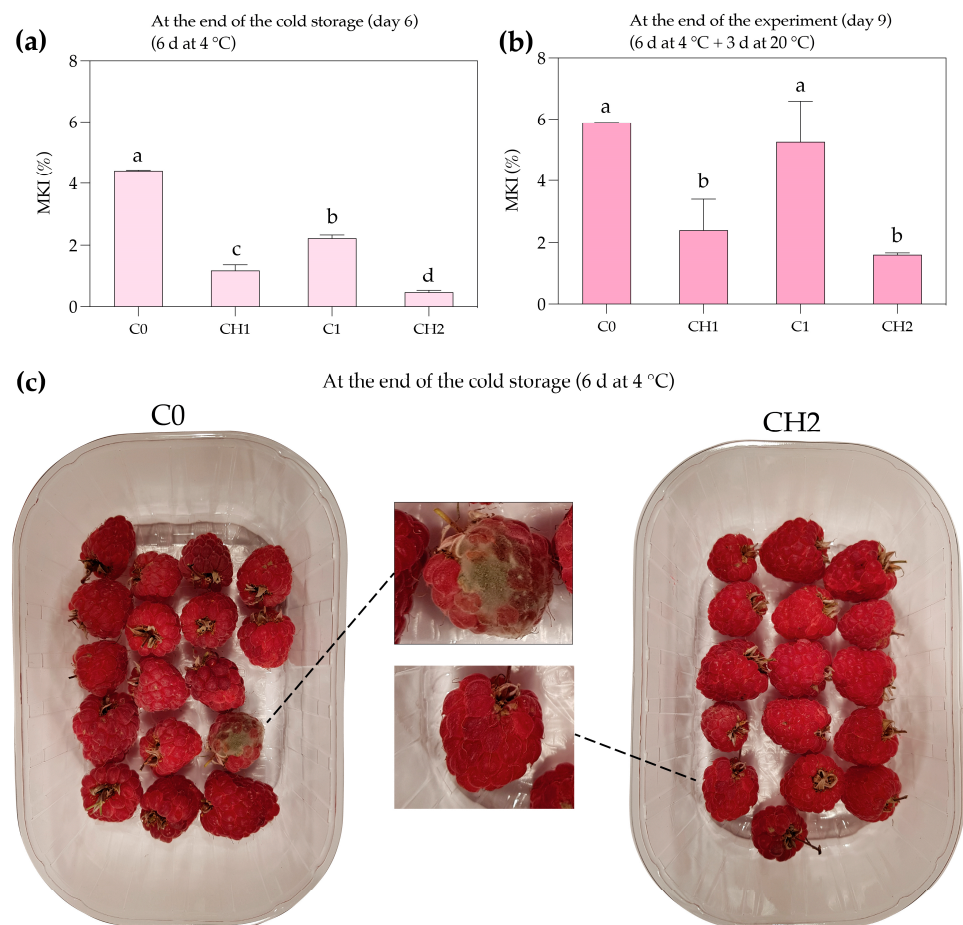 (a)
At the end of the cold storage (day 6)
(6 d at 4 °C)
8
6
4
2
0
MKI (%)
a
c
b
d
C0
CH1
C1
CH2
(b)
At the end of the experiment (day 9)
(6 d at 4 °C + 3 d at 20 °C)
8
6
4
2
0
MKI (%)
a
b
a
b
C0
CH1
C1
CH2
(c)
At the end of the cold storage (6 d at 4 °C)
C0
CH2